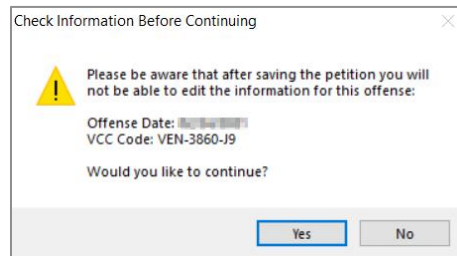 Check Information Before Continuing
Please be aware that after saving the petition you will
not be able to edit the information for this offense:
Offense Date:
VCC Code: VEN-3860-J9
Would you like to continue?
Yes
No